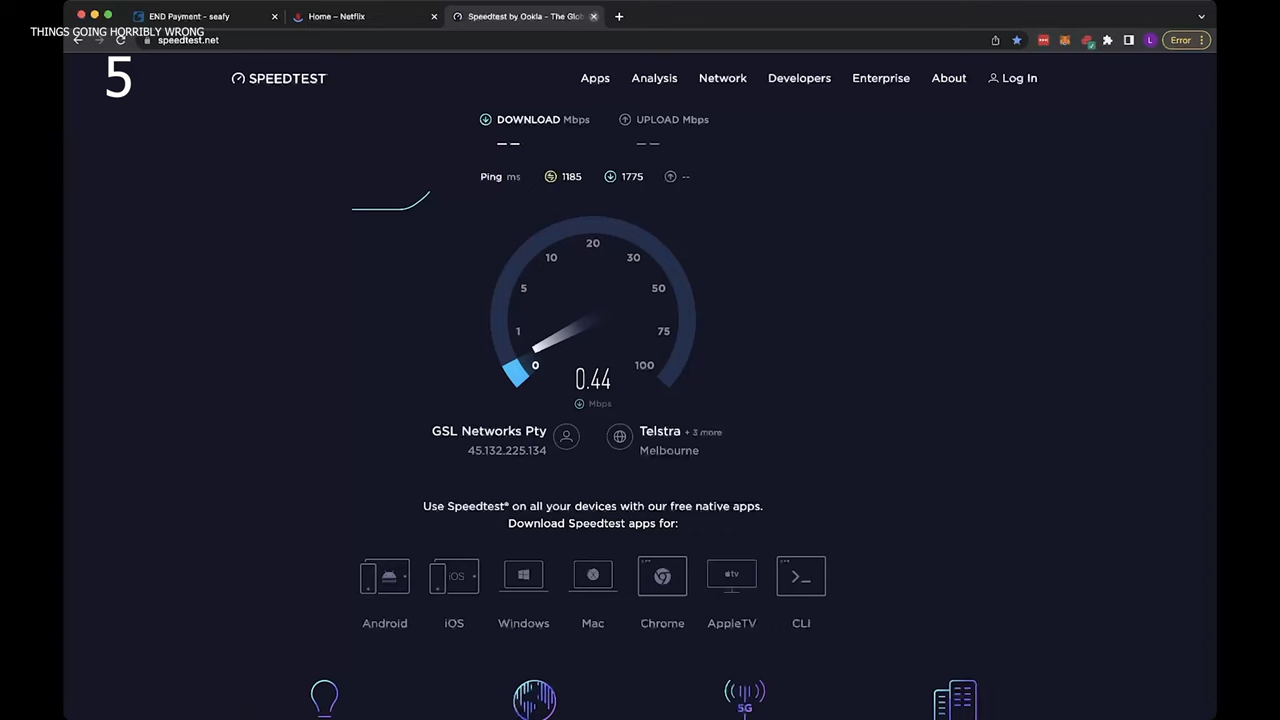 END Payment - seafy
Home – Netflix
Speedtest by Ookla - The Glob
THINGS GOING HORRIBLY WRONG
speedtest.net
Error
5
SPEEDTEST
Apps
Analysis
Network
Developers
Enterprise
About
Log In
DOWNLOAD Mbps
UPLOAD Mbps
Ping ms
1185
1775
--
0
1
5
10
20
30
50
75
100
0.44
Mbps
GSL Networks Pty
45.132.225.134
Telstra + 3 more
Melbourne
Use Speedtest® on all your devices with our free native apps.
Download Speedtest apps for:
iOS
tv
Android
iOS
Windows
Mac
Chrome
AppleTV
CLI
5G